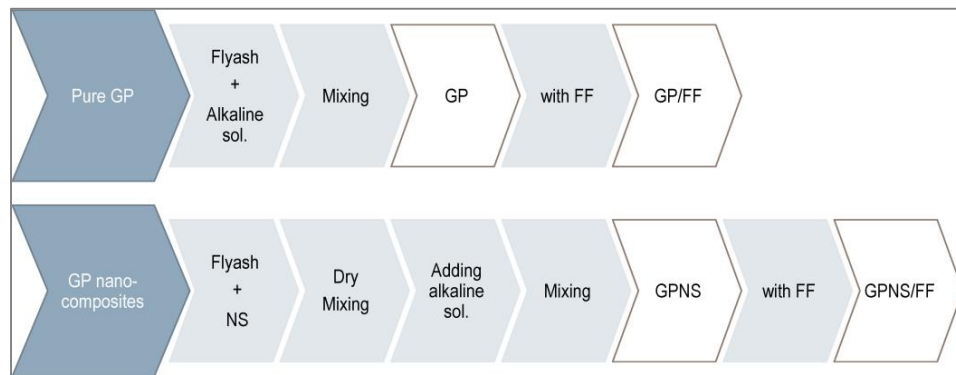 Pure GP
Flyash
+
Alkaline
sol.
Mixing
GP
with FF
GP/FF
GP nano-
composites
Flyash
+
NS
Dry
Mixing
Adding
alkaline
sol.
Mixing
GPNS
with FF
GPNS/FF